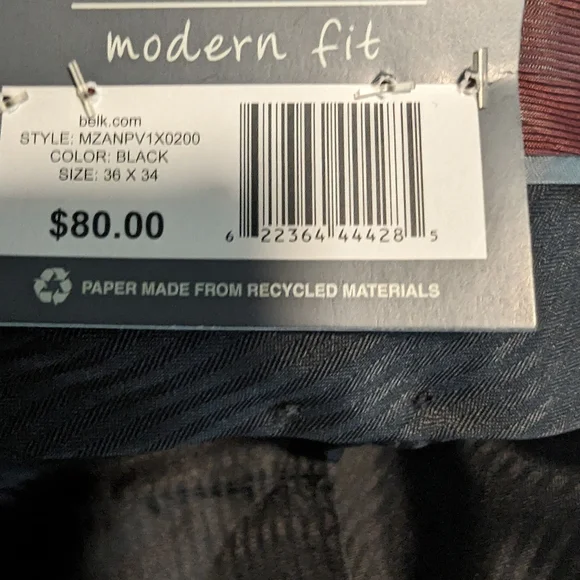 modern fit
belk.com
STYLE: MZANPV1X0200
COLOR: BLACK
SIZE: 36 X 34
$80.00
6 22364 44428 5
PAPER MADE FROM RECYCLED MATERIALS